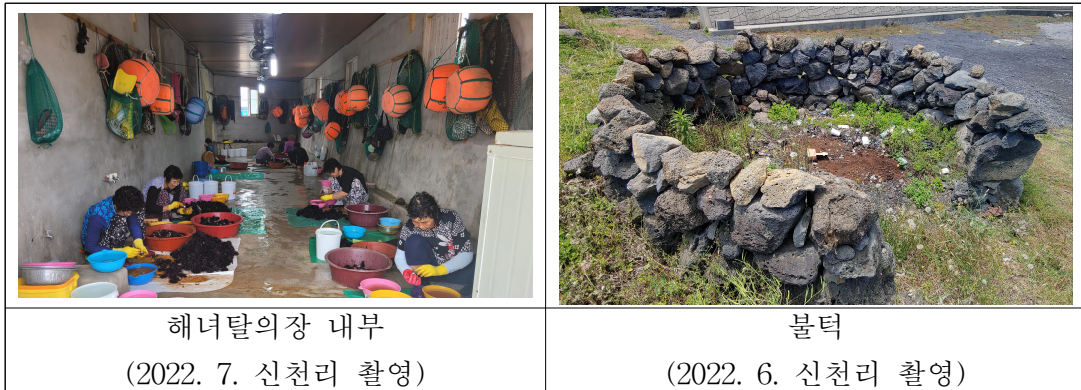 해녀탈의장 내부
(2022. 7. 신천리 촬영)
불턱
(2022. 6. 신천리 촬영)